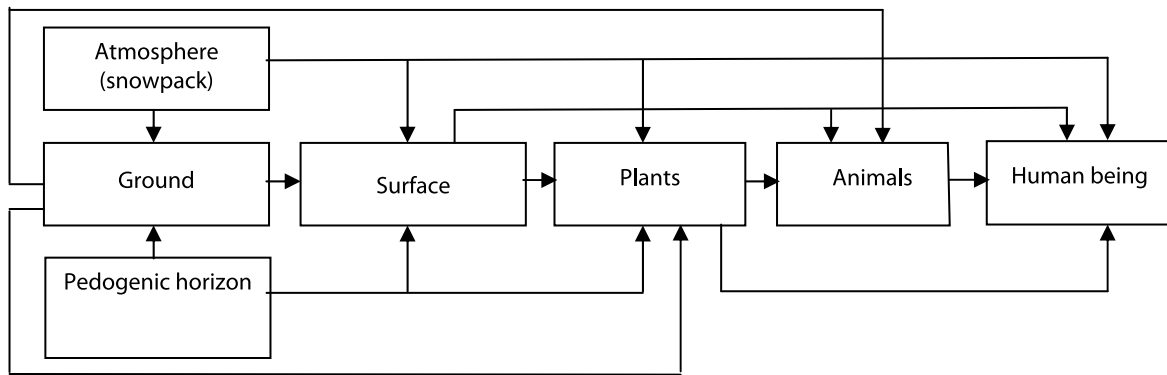 Atmosphere
(snowpack)
Ground
Surface
Plants
Animals
Human being
Pedogenic horizon